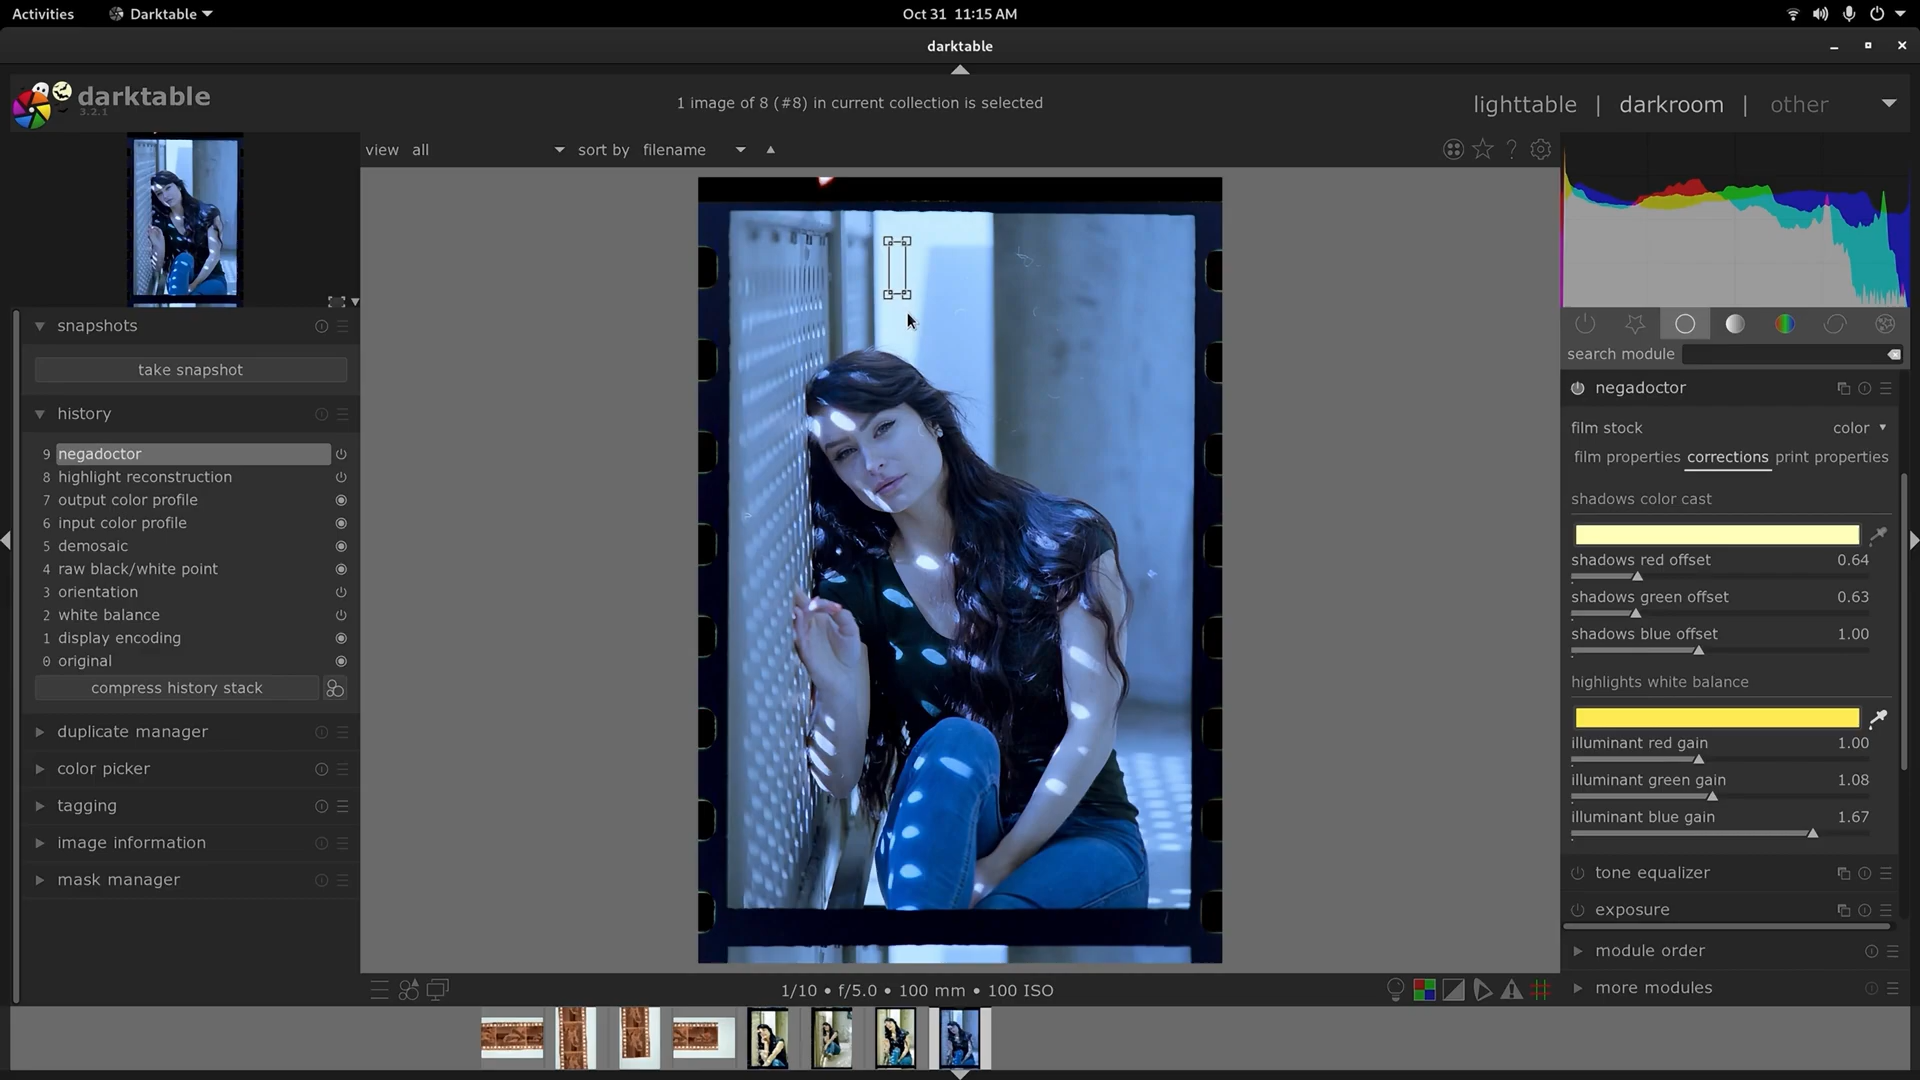 Activities Darktable Oct 31 11:15 AM
darktable
darktable
3.2.1
1 image of 8 (#8) in current collection is selected
lighttable | darkroom | other
view all sort by filename
snapshots
take snapshot
history
9 negadoctor
8 highlight reconstruction
7 output color profile
6 input color profile
5 demosaic
4 raw black/white point
3 orientation
2 white balance
1 display encoding
0 original
compress history stack
duplicate manager
color picker
tagging
image information
mask manager
1/10 • f/5.0 • 100 mm • 100 ISO
search module
negadoctor
film stock color
film properties corrections print properties
shadows color cast
shadows red offset 0.64
shadows green offset 0.63
shadows blue offset 1.00
highlights white balance
illuminant red gain 1.00
illuminant green gain 1.08
illuminant blue gain 1.67
tone equalizer
exposure
module order
more modules